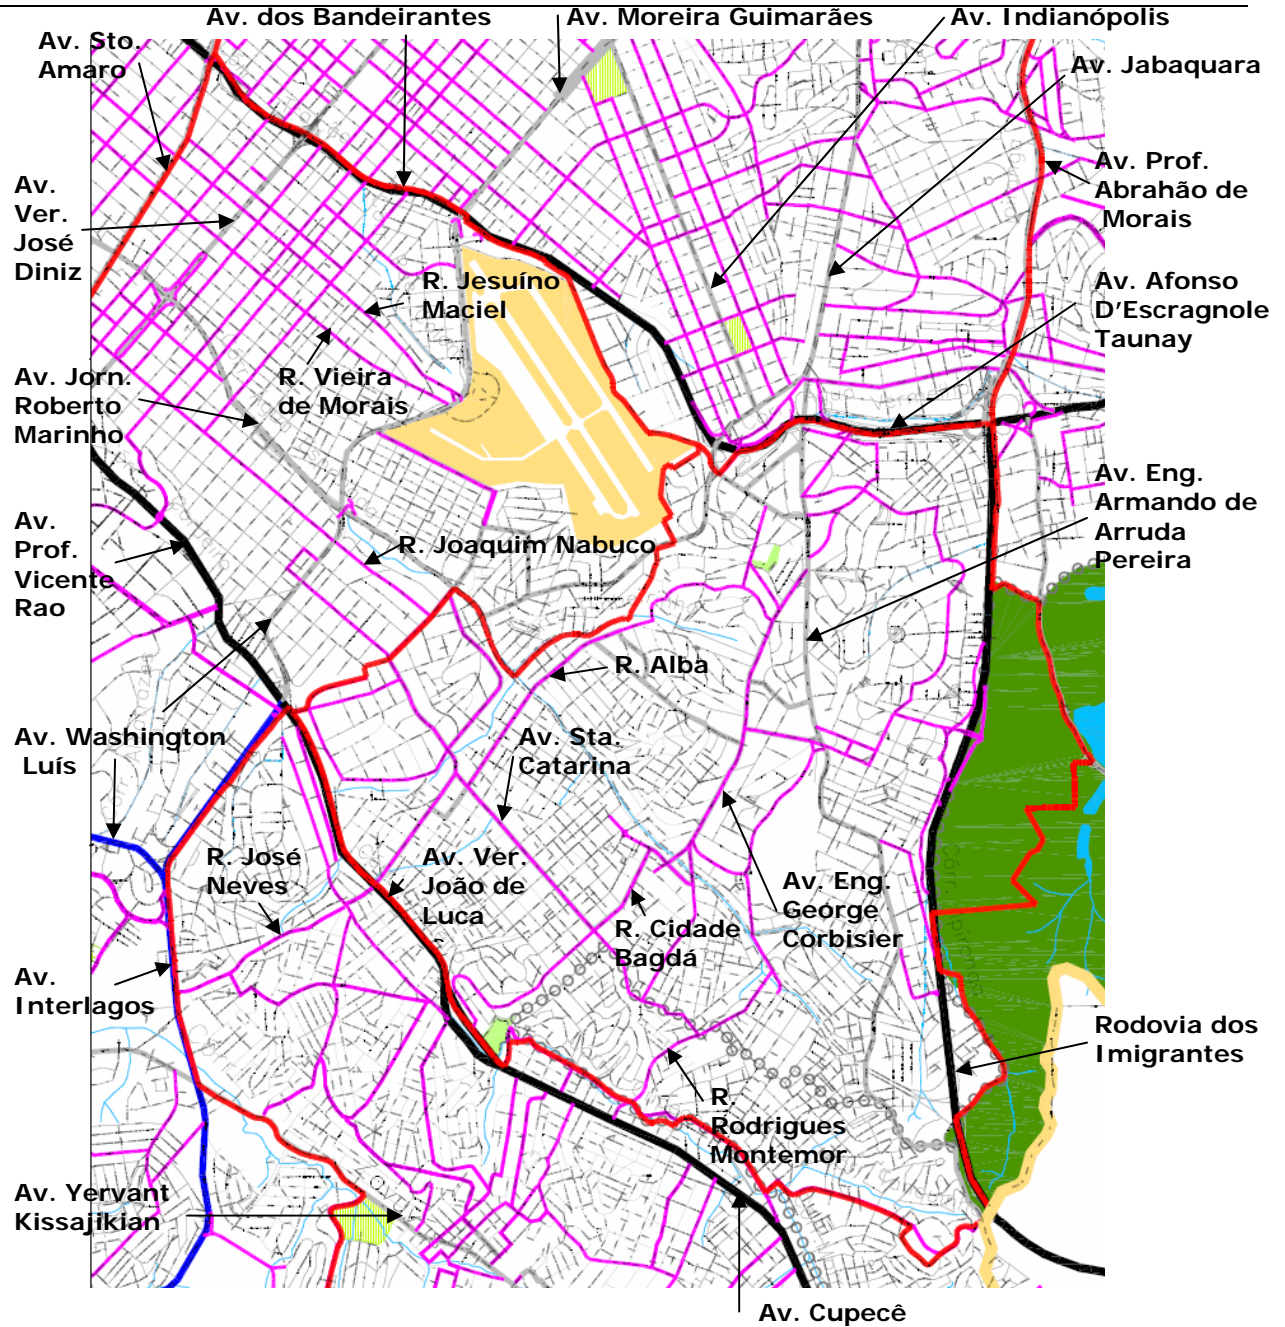 Av. dos Bandeirantes
Av. Moreira Guimarães
Av. Indianópolis
Av. Sto.
Amaro
Av. Jabaquara
Av. Prof.
Abrahão de
Morais
Av.
Ver.
José
Diniz
R. Jesuíno
Maciel
Av. Afonso
D'Escragnole
Taunay
Av. Jorn.
Roberto
Marinho
R. Vieira
de Morais
Av. Eng.
Armando de
Arruda
Pereira
Av.
Prof.
Vicente
Rao
R. Joaquim Nabuco
R. Alba
Av. Washington
Luís
Av. Sta.
Catarina
R. José
Neves
Av. Ver.
João de
Luca
Av. Eng.
George
Corbisier
R. Cidade
Bagdá
Av.
Interlagos
Rodovia dos
Imigrantes
R.
Rodrigues
Montemor
Av. Yervant
Kissajikian
Av. Cupecê